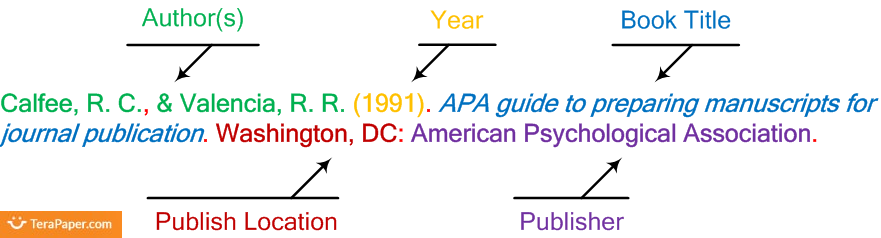 Author(s) Year Book Title
Calfee, R. C., & Valencia, R. R. (1991). APA guide to preparing manuscripts for
journal publication. Washington, DC: American Psychological Association.
Publish Location Publisher
TeraPaper.com